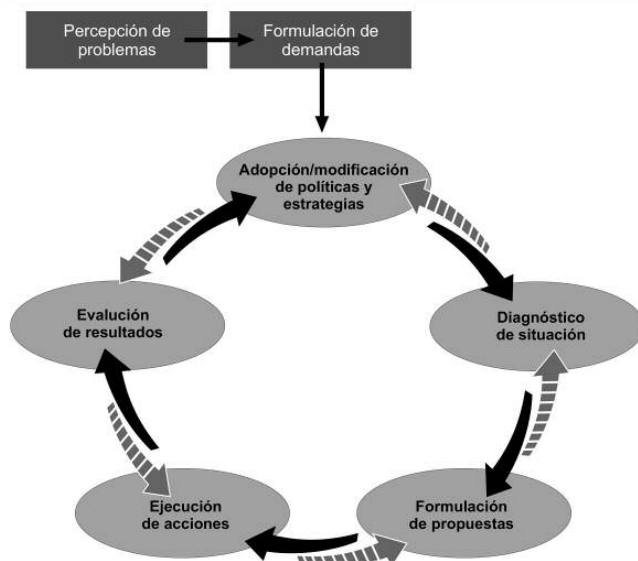 Percepción de
problemas
Formulación de
demandas
Adopción/modificación
de políticas y
estrategias
Evalución
de resultados
Diagnóstico
de situación
Ejecución
de acciones
Formulación
de propuestas